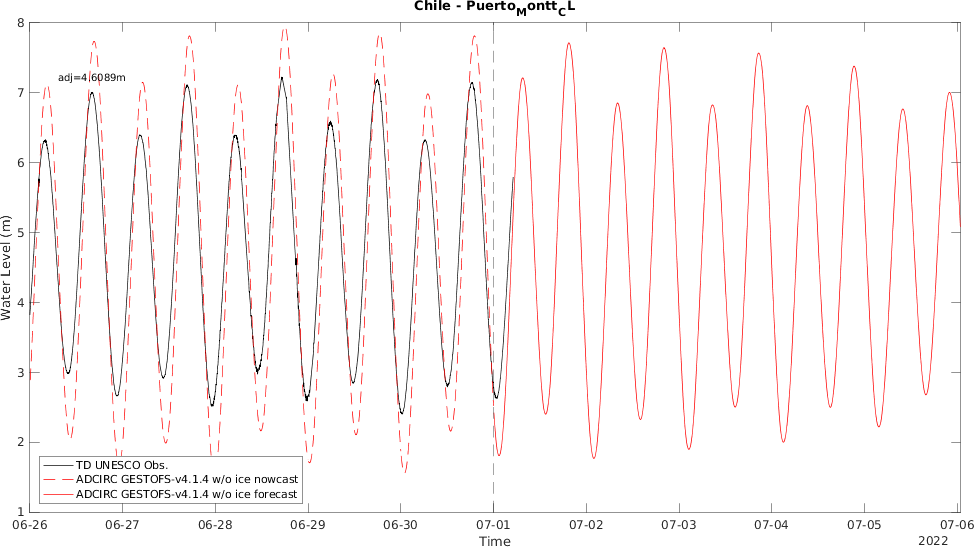 Chile - Puerto_Montt_CL
8
adj=4.6089m
7
6
5
Water Level (m)
4
3
2
TD UNESCO Obs.
ADCIRC GESTOFS-v4.1.4 w/o ice nowcast
ADCIRC GESTOFS-v4.1.4 w/o ice forecast
1
06-26 06-27 06-28 06-29 06-30 07-01 07-02 07-03 07-04 07-05 07-06
Time
2022